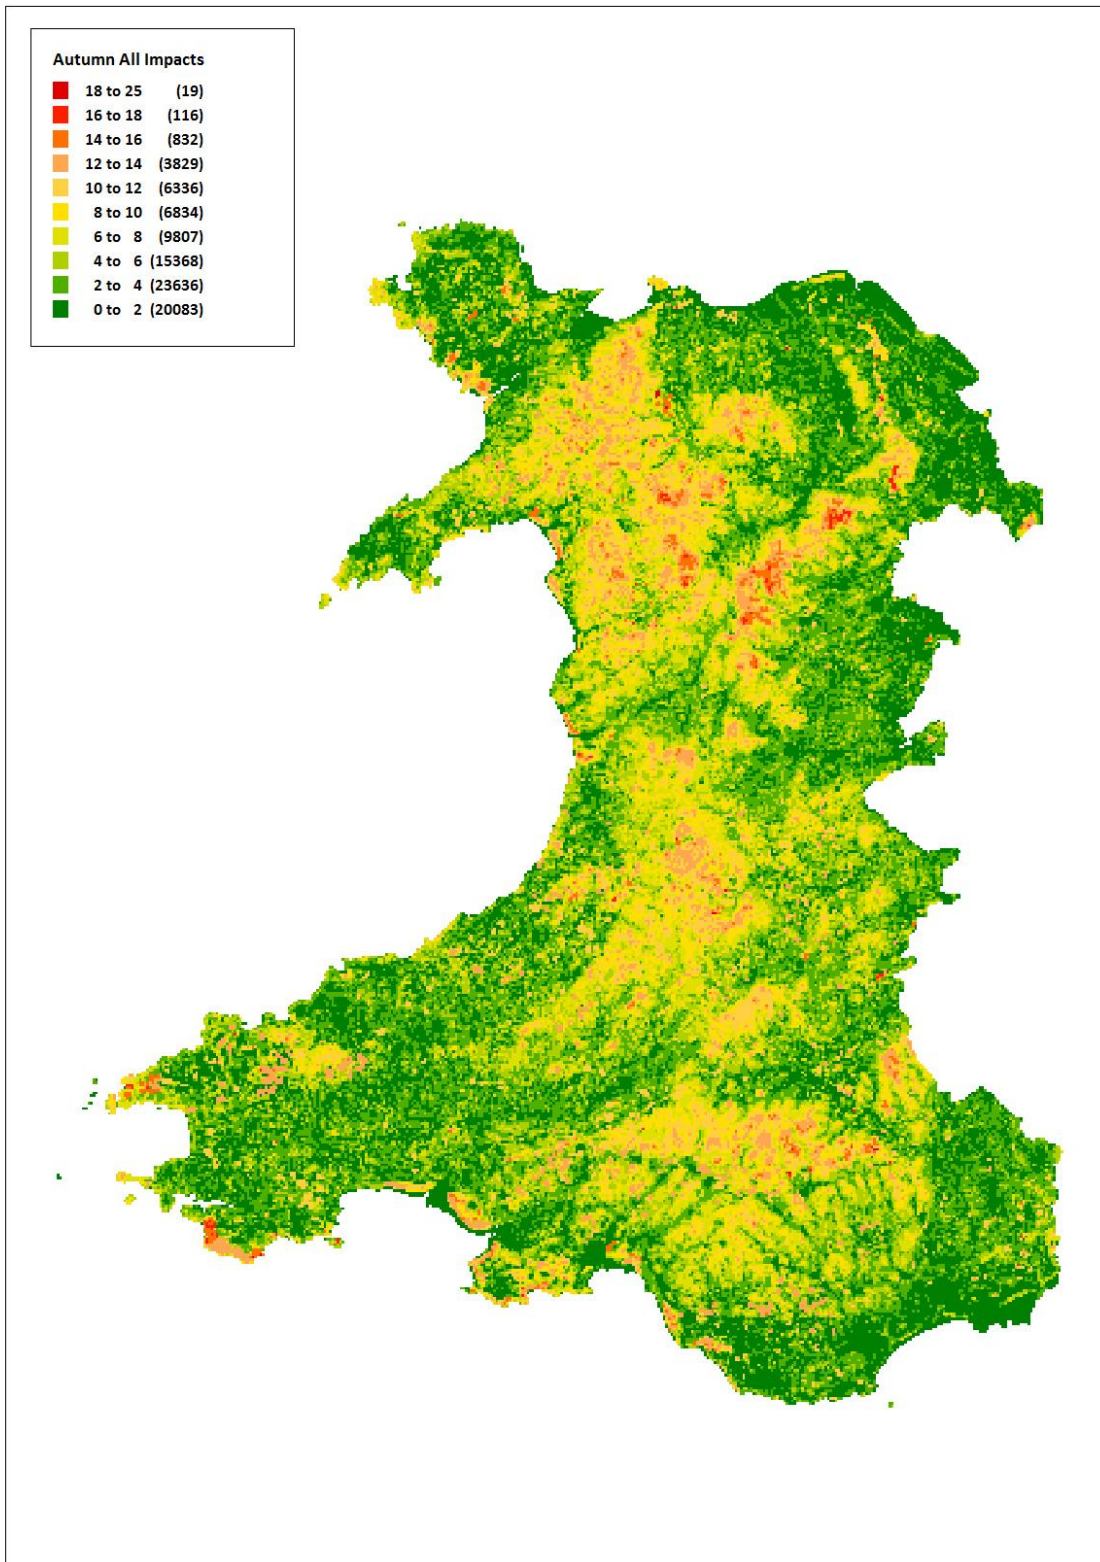 Autumn All Impacts
18 to 25 (19)
16 to 18 (116)
14 to 16 (832)
12 to 14 (3829)
10 to 12 (6336)
8 to 10 (6834)
6 to 8 (9807)
4 to 6 (15368)
2 to 4 (23636)
0 to 2 (20083)